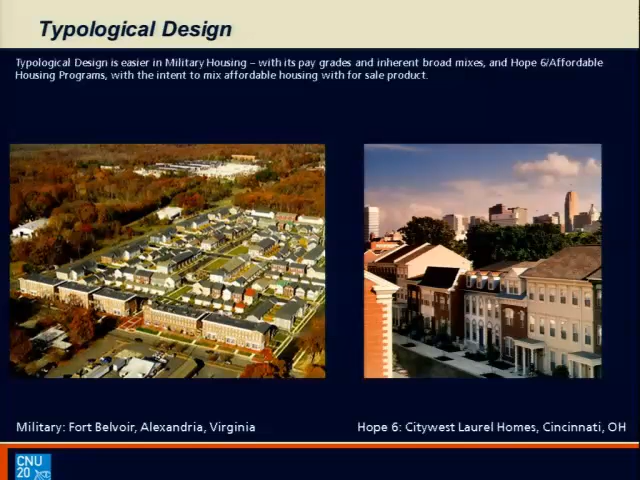 Typological Design
Typological Design is easier in Military Housing – with its pay grades and inherent broad mixes, and Hope 6/Affordable
Housing Programs, with the intent to mix affordable housing with for sale product.
Military: Fort Belvoir, Alexandria, Virginia
Hope 6: Citywest Laurel Homes, Cincinnati, OH
CNU
20